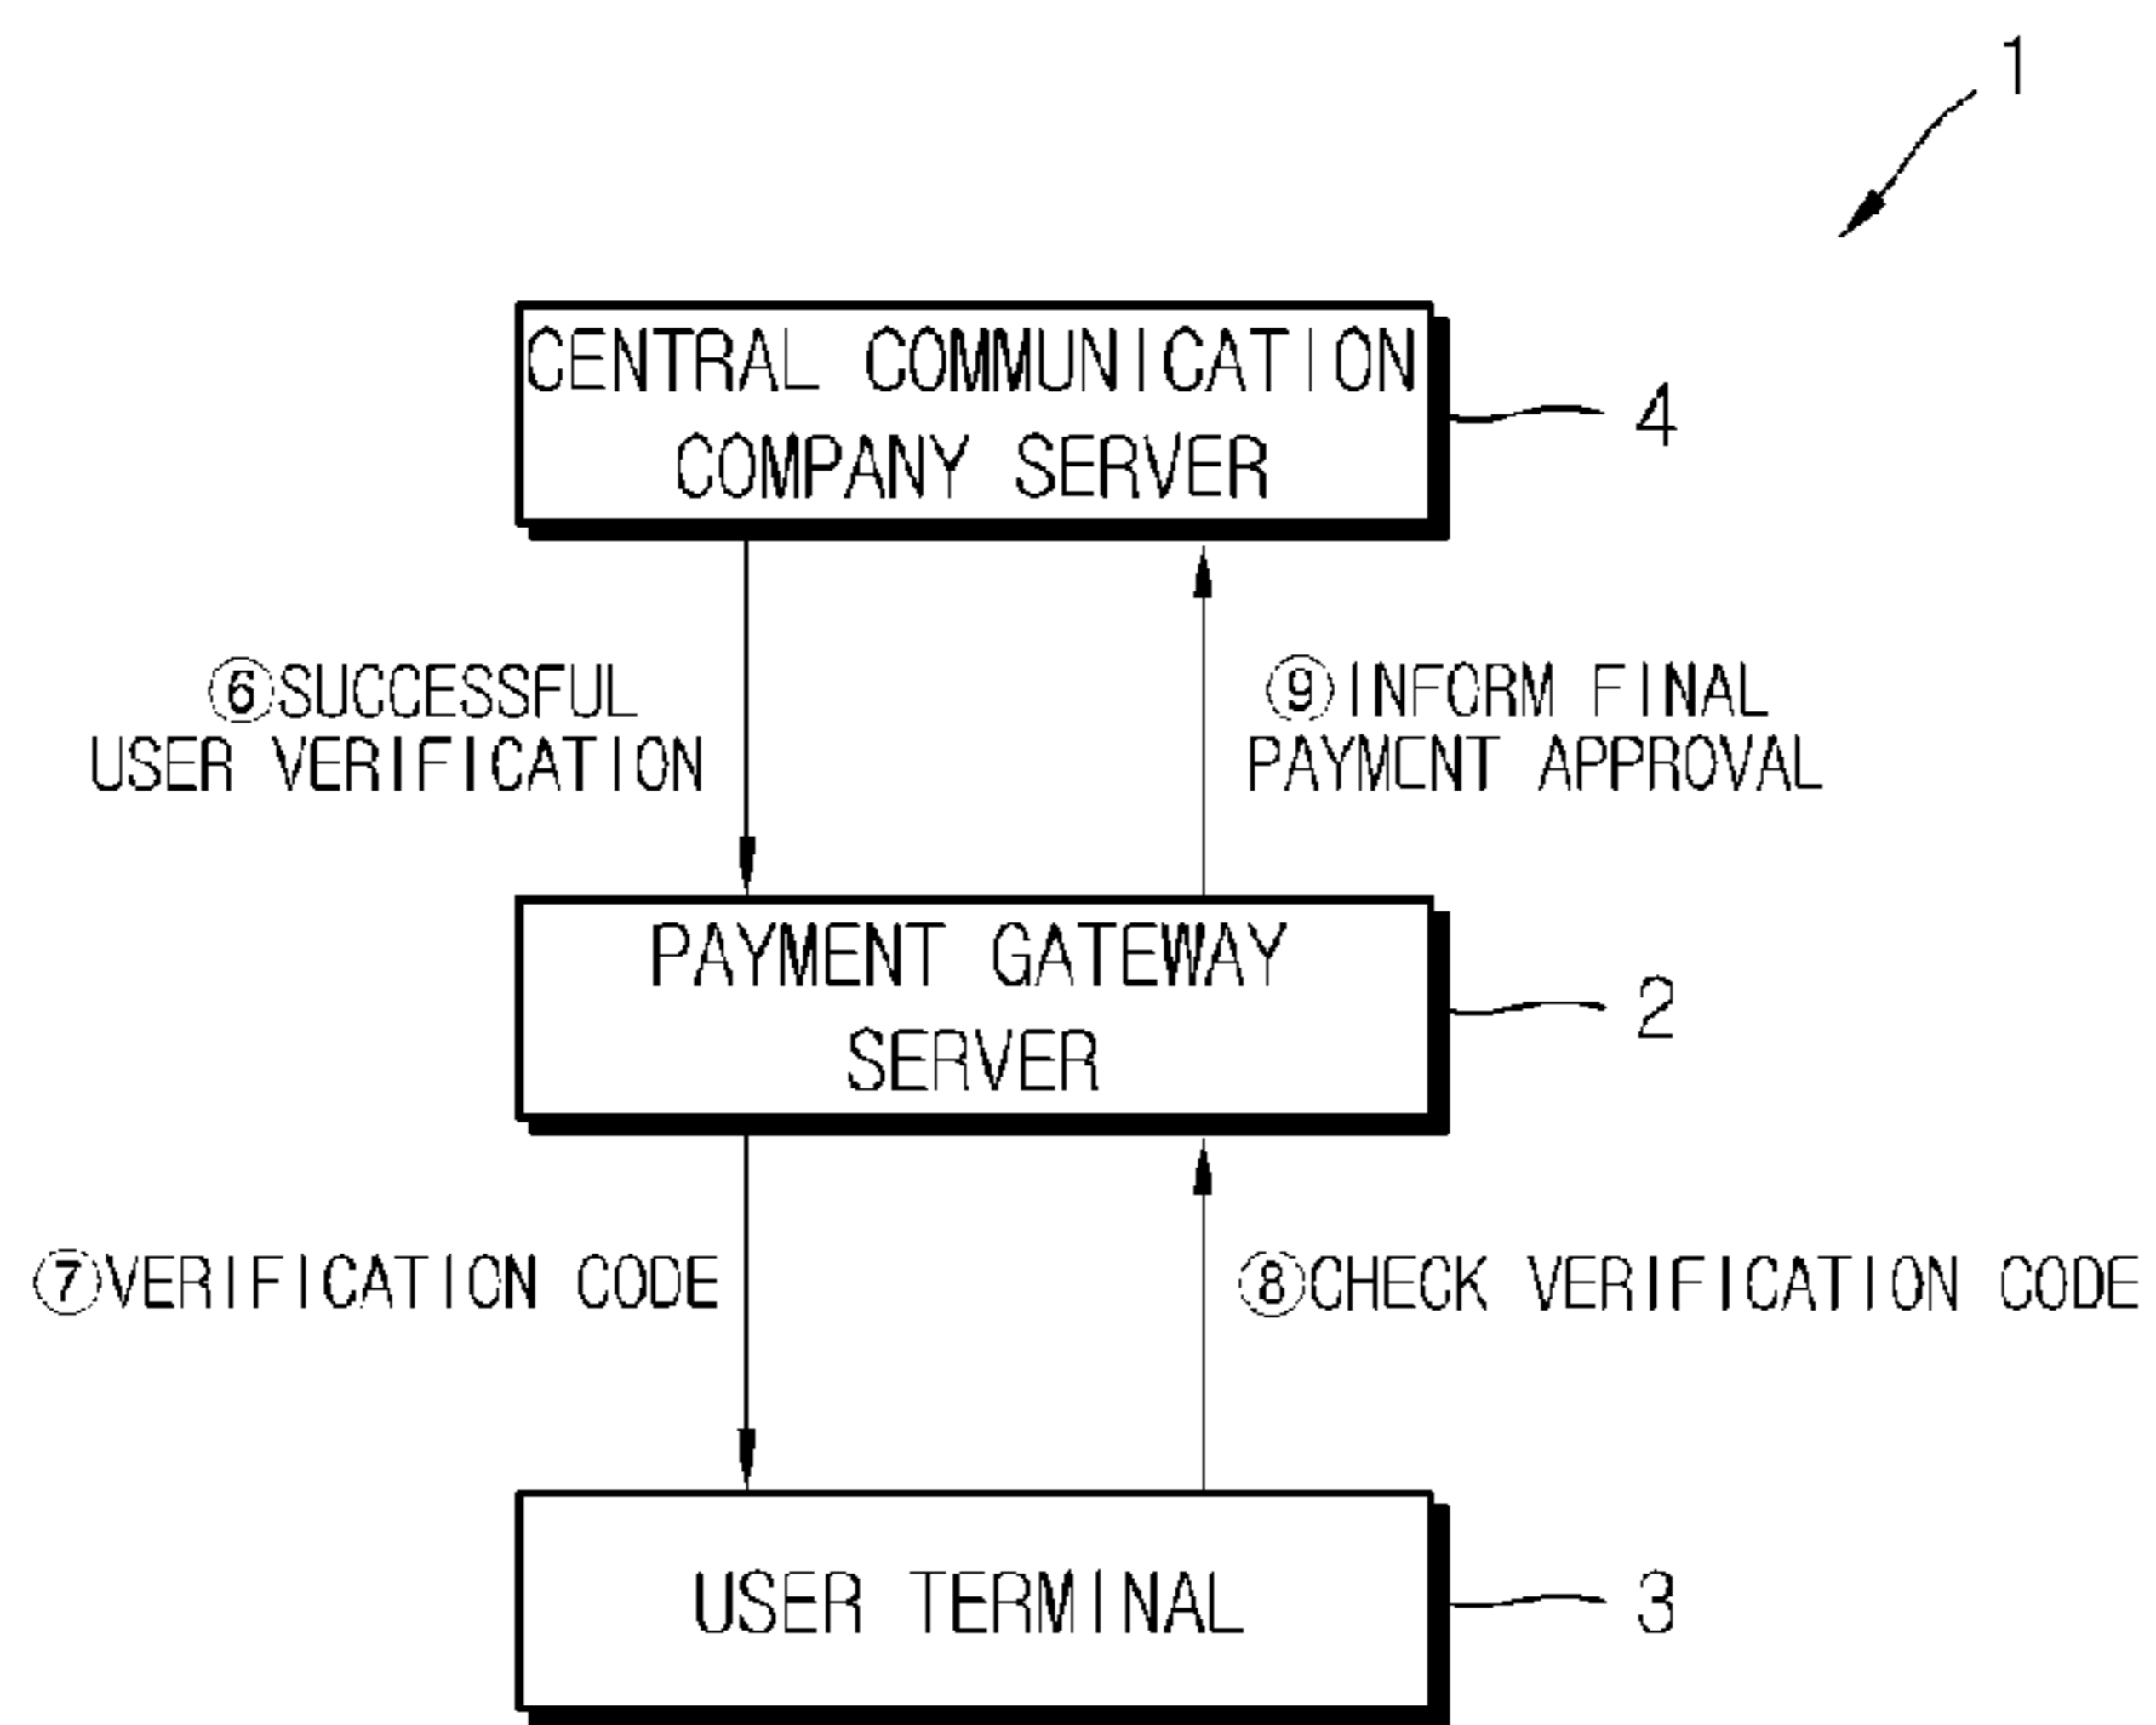 1
CENTRAL COMMUNICATION
COMPANY SERVER
4
⑥SUCCESSFUL
USER VERIFICATION
⑨INFORM FINAL
PAYMENT APPROVAL
PAYMENT GATEWAY
SERVER
2
⑦VERIFICATION CODE
⑧CHECK VERIFICATION CODE
USER TERMINAL
3